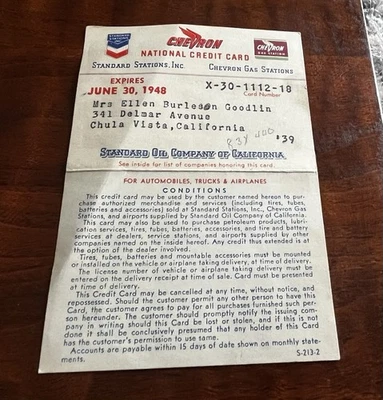 CHEVRON
NATIONAL CREDIT CARD
STANDARD STATIONS, INC. CHEVRON GAS STATIONS
EXPIRES
JUNE 30, 1948
X-30-1112-18
Card Number
Mrs Ellen Burleson Goodlin
341 Delmar Avenue
Chula Vista, California
$39
STANDARD OIL COMPANY OF CALIFORNIA
See inside for list of companies honoring this card.
FOR AUTOMOBILES, TRUCKS & AIRPLANES
CONDITIONS
This credit card may be used by the customer named hereon to pur-
chase authorized merchandise and services (including tires, tubes,
batteries and accessories) sold at Standard Stations, Inc., Chevron Gas
Stations, and airports supplied by Standard Oil Company of California.
This card may also be used to purchase petroleum products, lubri-
cation services, tires, tubes, batteries, accessories, and tire and battery
services at dealers, service stations, and airports supplied by other
companies named on the inside hereof. Any credit thus extended is at
the option of the dealer involved.
Tires, tubes, batteries and mountable accessories must be mounted
or installed on the vehicle or airplane taking delivery, at time of delivery.
The license number of vehicle or airplane taking delivery must be
entered on the delivery receipt at time of sale. Card must be presented
at time of delivery.
This Credit Card may be cancelled at any time, without notice, and
repossessed. Should the customer permit any other person to have this
Card, the customer agrees to pay for all purchases furnished such per-
son hereunder. The customer should promptly notify the issuing com-
pany in writing should this Card be lost or stolen, and if this is not
done it shall be conclusively presumed that any holder of this Card
has the customer's permission to use same.
Accounts are payable within 15 days of date shown on monthly state-
ments.
S-213-2